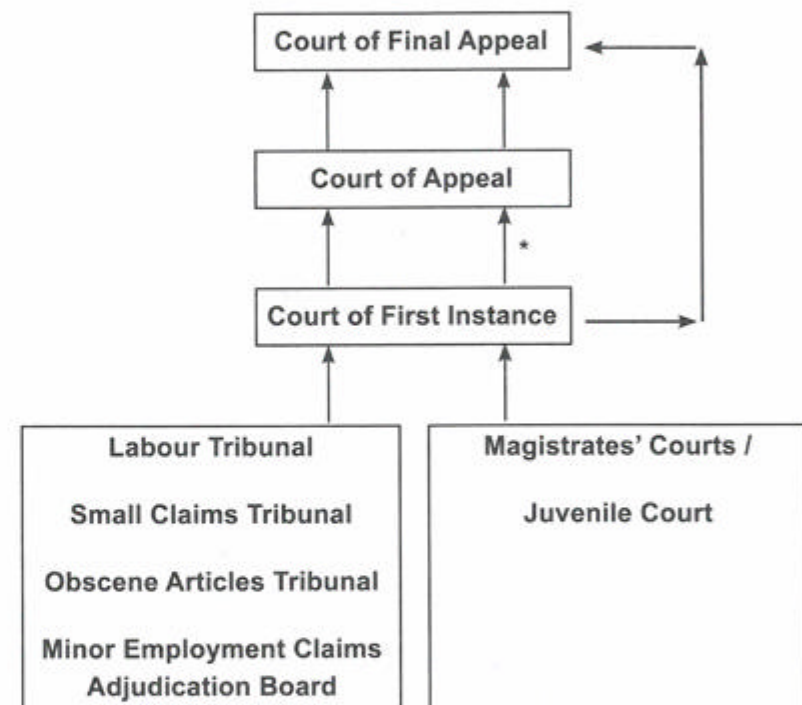 Court of Final Appeal
Court of Appeal
*
Court of First Instance
Labour Tribunal
Small Claims Tribunal
Obscene Articles Tribunal
Minor Employment Claims
Adjudication Board
Magistrates' Courts /
Juvenile Court